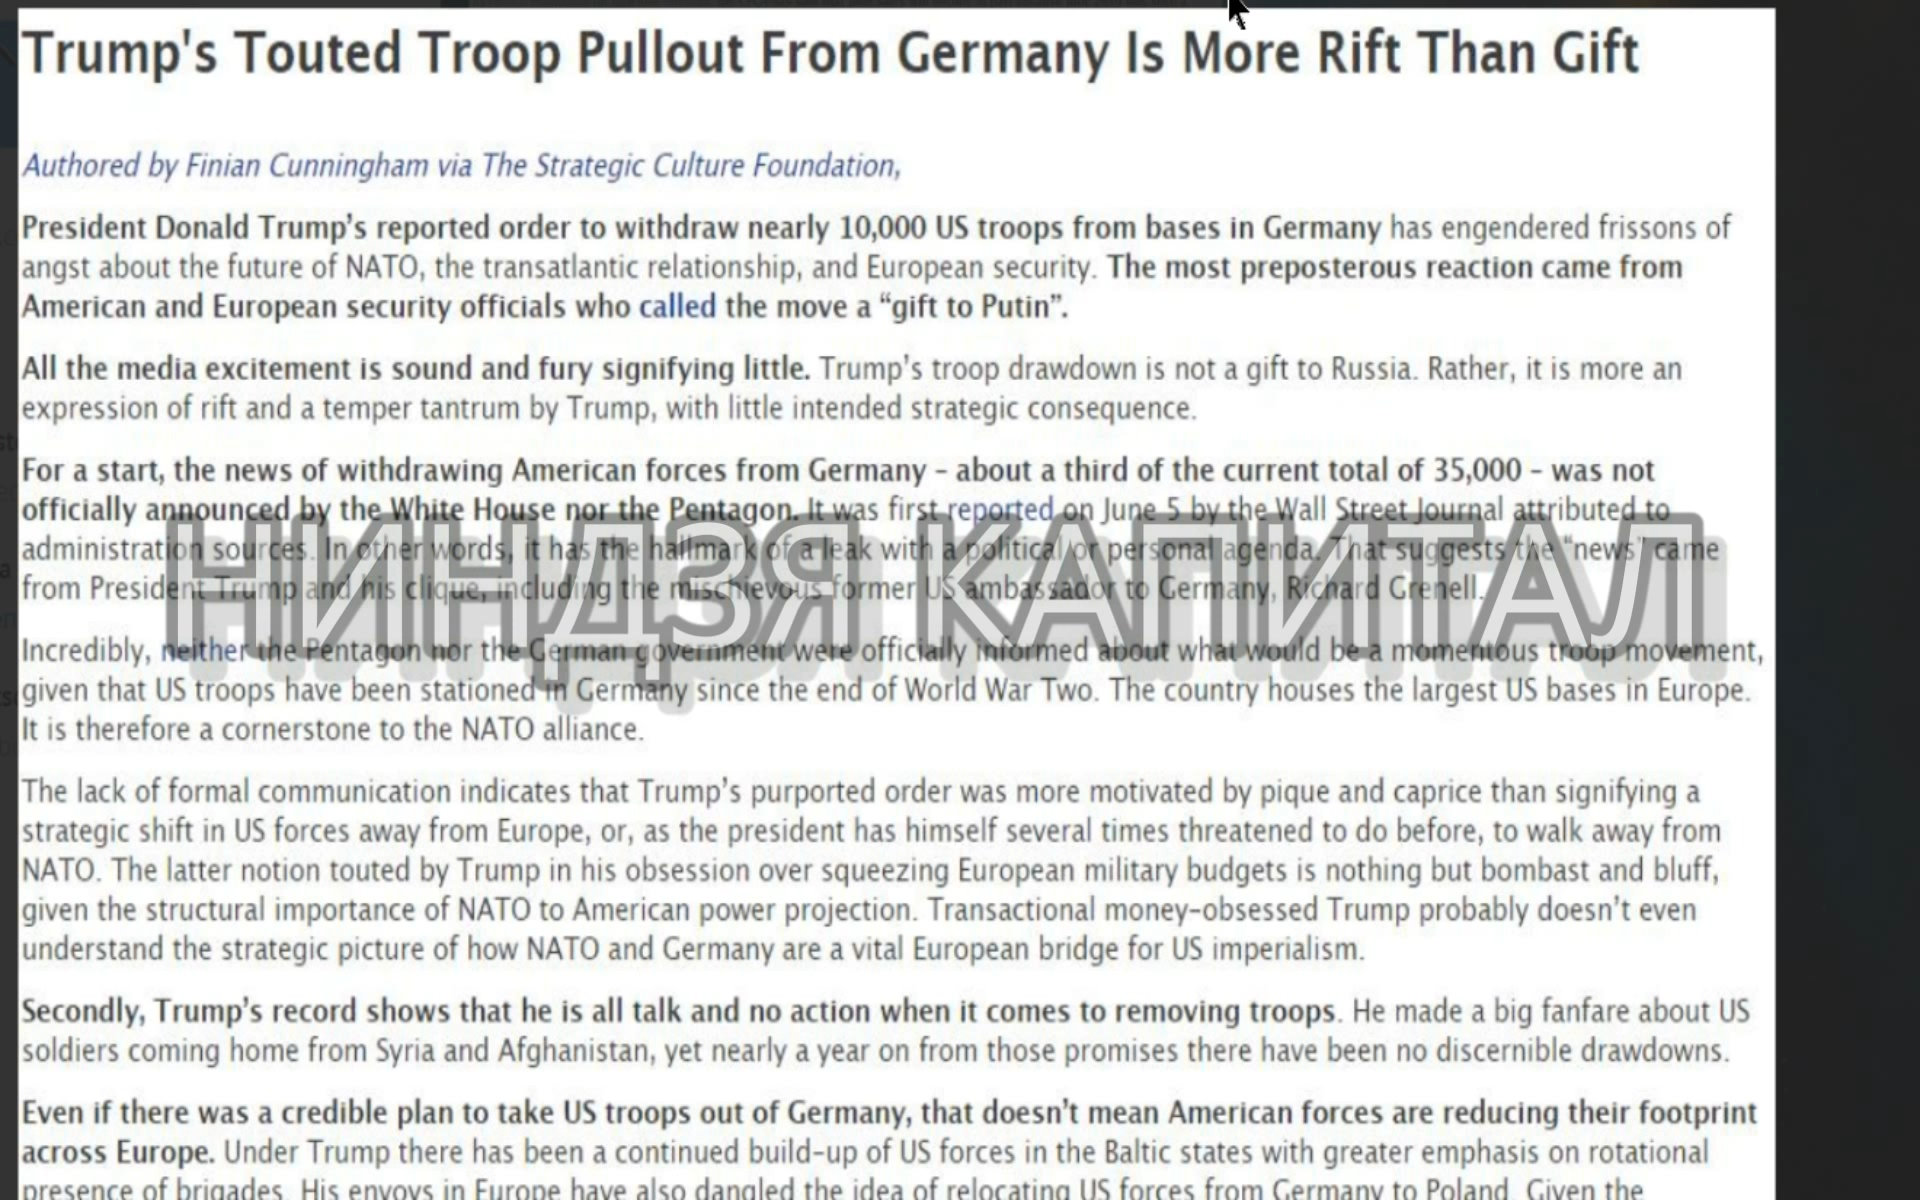 Trump's Touted Troop Pullout From Germany Is More Rift Than Gift
Authored by Finian Cunningham via The Strategic Culture Foundation,
President Donald Trump’s reported order to withdraw nearly 10,000 US troops from bases in Germany has engendered frissons of
angst about the future of NATO, the transatlantic relationship, and European security. The most preposterous reaction came from
American and European security officials who called the move a “gift to Putin”.
All the media excitement is sound and fury signifying little. Trump’s troop drawdown is not a gift to Russia. Rather, it is more an
expression of rift and a temper tantrum by Trump, with little intended strategic consequence.
For a start, the news of withdrawing American forces from Germany – about a third of the current total of 35,000 – was not
officially announced by the White House nor the Pentagon. It was first reported on June 5 by the Wall Street Journal attributed to
administration sources. In other words, it has the hallmark of a leak with a political or personal agenda. That suggests the “news” came
from President Trump and his clique, including the mischievous former US ambassador to Germany, Richard Grenell.
НИНДЗЯ КАПИТАЛ
Incredibly, neither the Pentagon nor the German government were officially informed about what would be a momentous troop movement,
given that US troops have been stationed in Germany since the end of World War Two. The country houses the largest US bases in Europe.
It is therefore a cornerstone to the NATO alliance.
The lack of formal communication indicates that Trump’s purported order was more motivated by pique and caprice than signifying a
strategic shift in US forces away from Europe, or, as the president has himself several times threatened to do before, to walk away from
NATO. The latter notion touted by Trump in his obsession over squeezing European military budgets is nothing but bombast and bluff,
given the structural importance of NATO to American power projection. Transactional money-obsessed Trump probably doesn’t even
understand the strategic picture of how NATO and Germany are a vital European bridge for US imperialism.
Secondly, Trump’s record shows that he is all talk and no action when it comes to removing troops. He made a big fanfare about US
soldiers coming home from Syria and Afghanistan, yet nearly a year on from those promises there have been no discernible drawdowns.
Even if there was a credible plan to take US troops out of Germany, that doesn’t mean American forces are reducing their footprint
across Europe. Under Trump there has been a continued build-up of US forces in the Baltic states with greater emphasis on rotational
presence of brigades. His envoys in Europe have also dangled the idea of relocating US forces from Germany to Poland. Given the